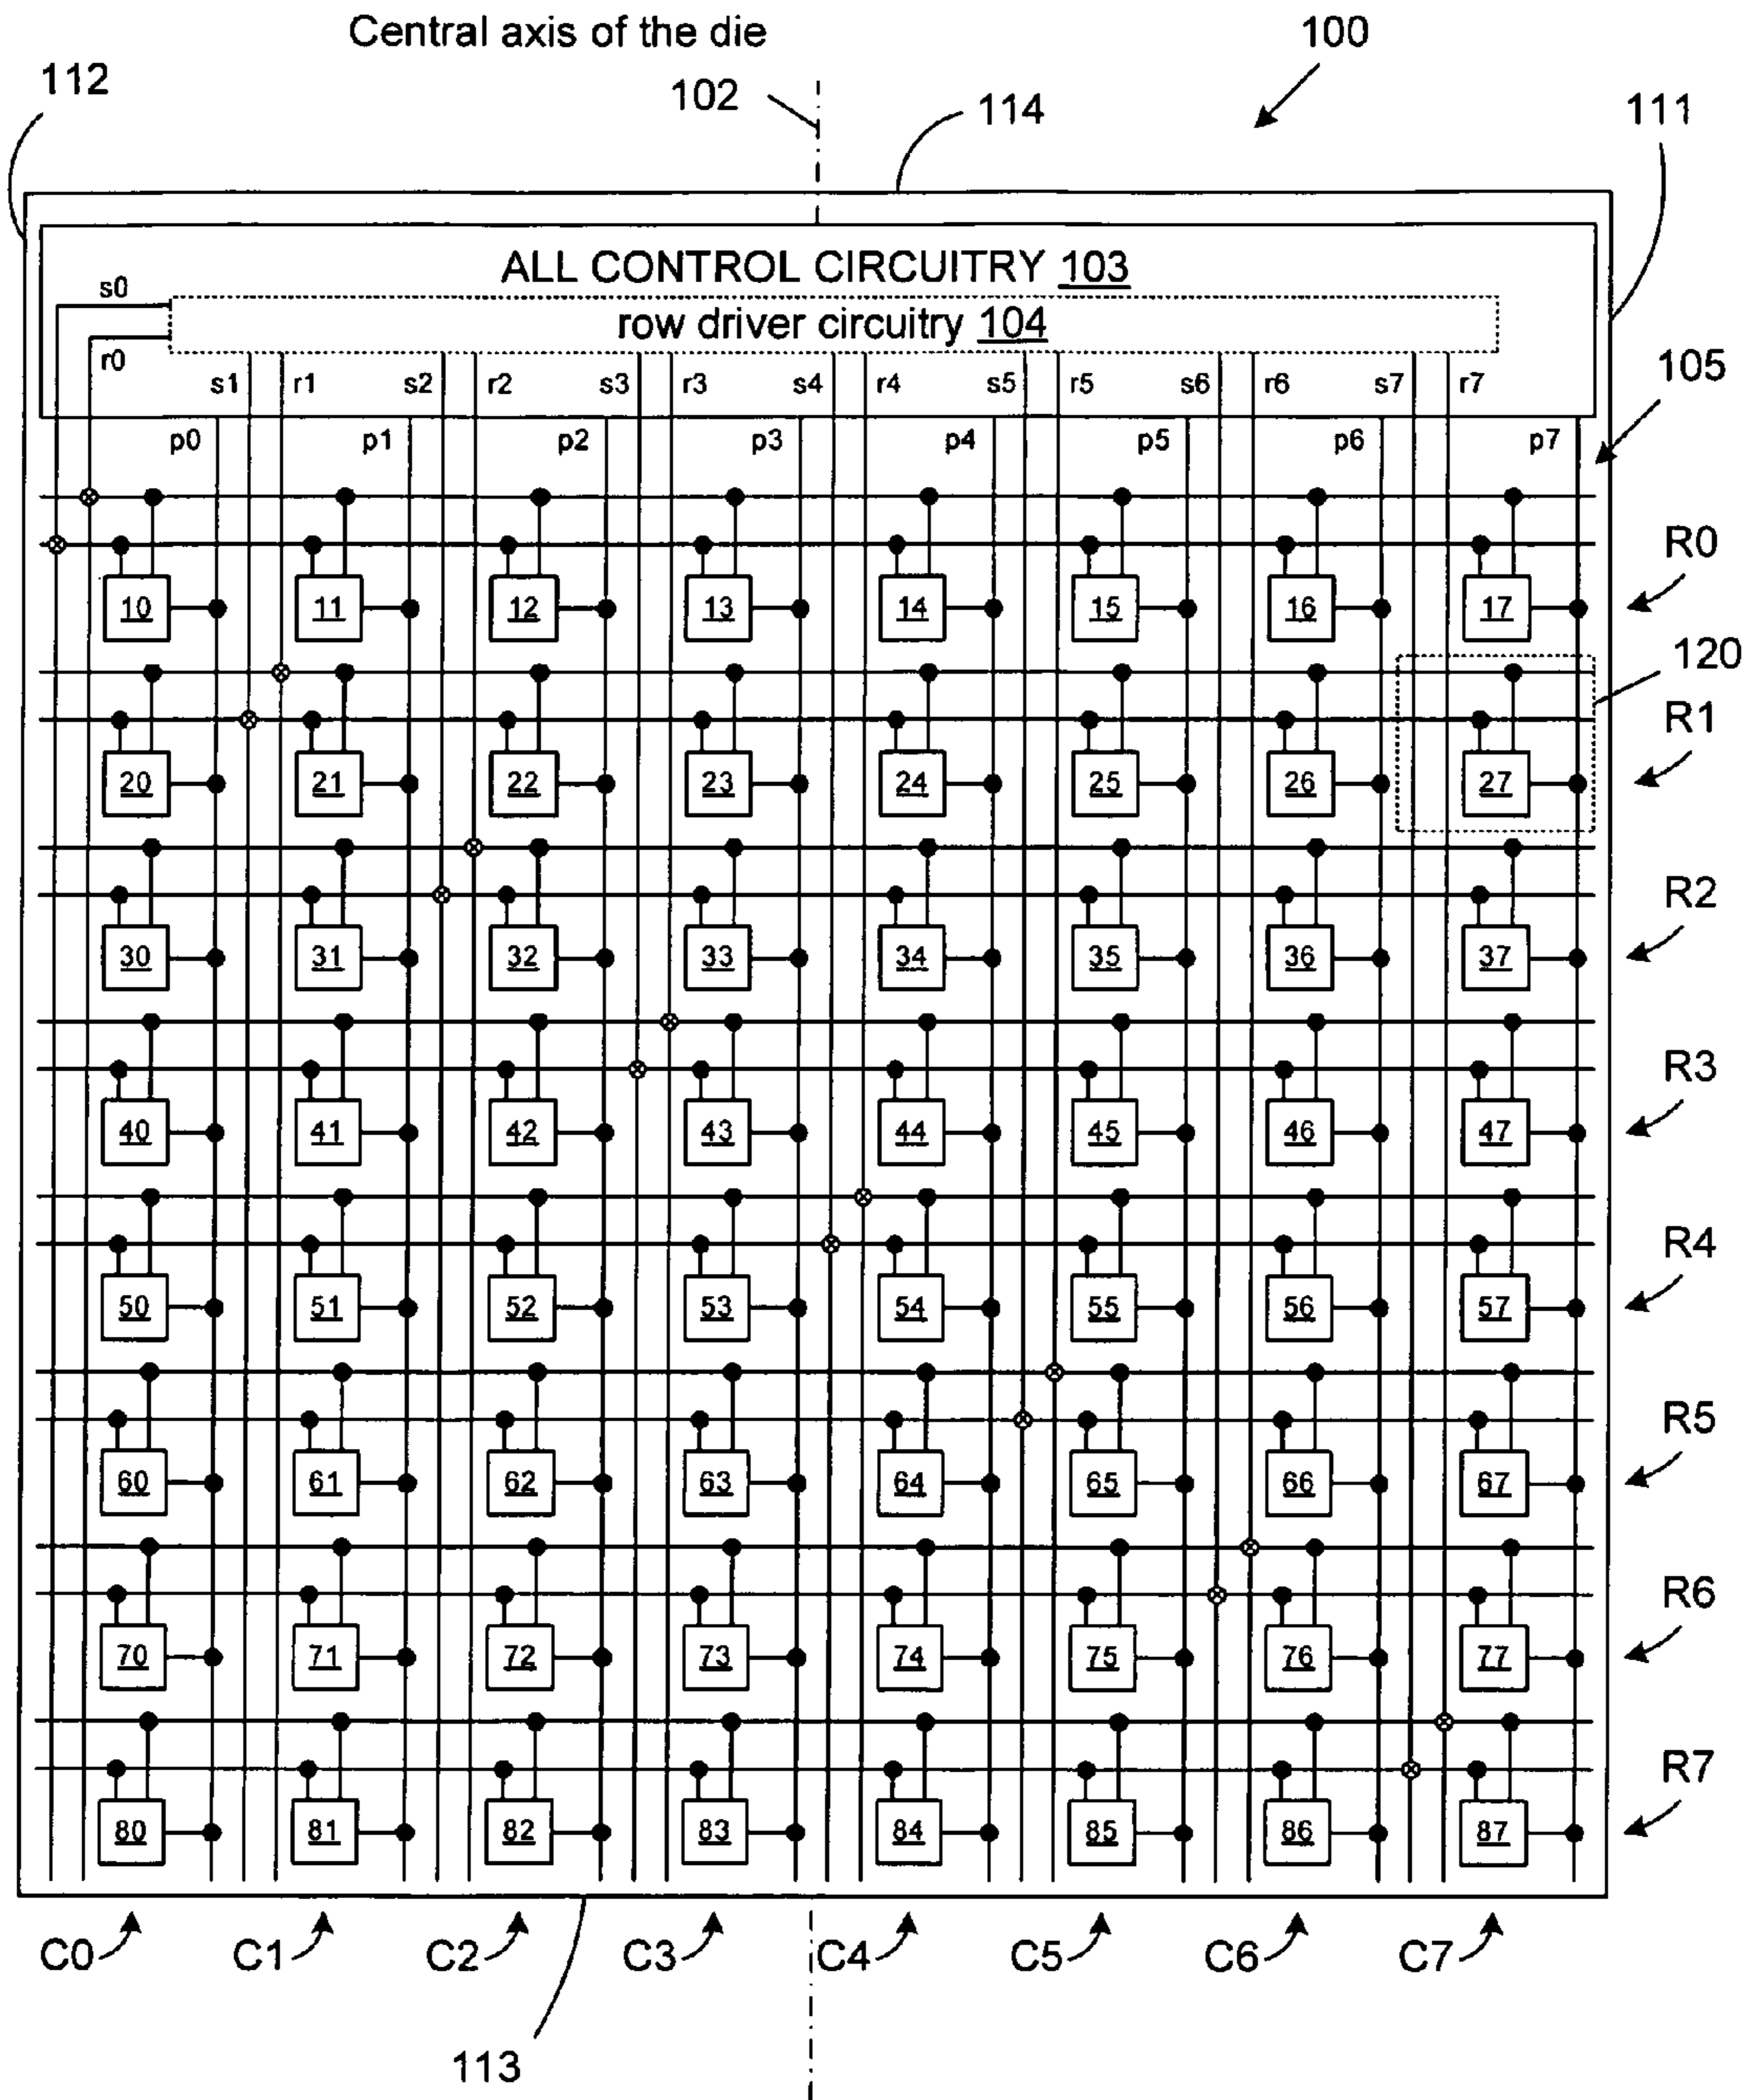 Central axis of the die
100
112
102
114
111
ALL CONTROL CIRCUITRY 103
s0
row driver circuitry 104
r0
s1 r1 s2 r2 s3 r3 s4 r4 s5 r5 s6 r6 s7 r7
105
p0 p1 p2 p3 p4 p5 p6 p7
R0
10 11 12 13 14 15 16 17
120
R1
20 21 22 23 24 25 26 27
R2
30 31 32 33 34 35 36 37
R3
40 41 42 43 44 45 46 47
R4
50 51 52 53 54 55 56 57
R5
60 61 62 63 64 65 66 67
R6
70 71 72 73 74 75 76 77
R7
80 81 82 83 84 85 86 87
C0 C1 C2 C3 C4 C5 C6 C7
113